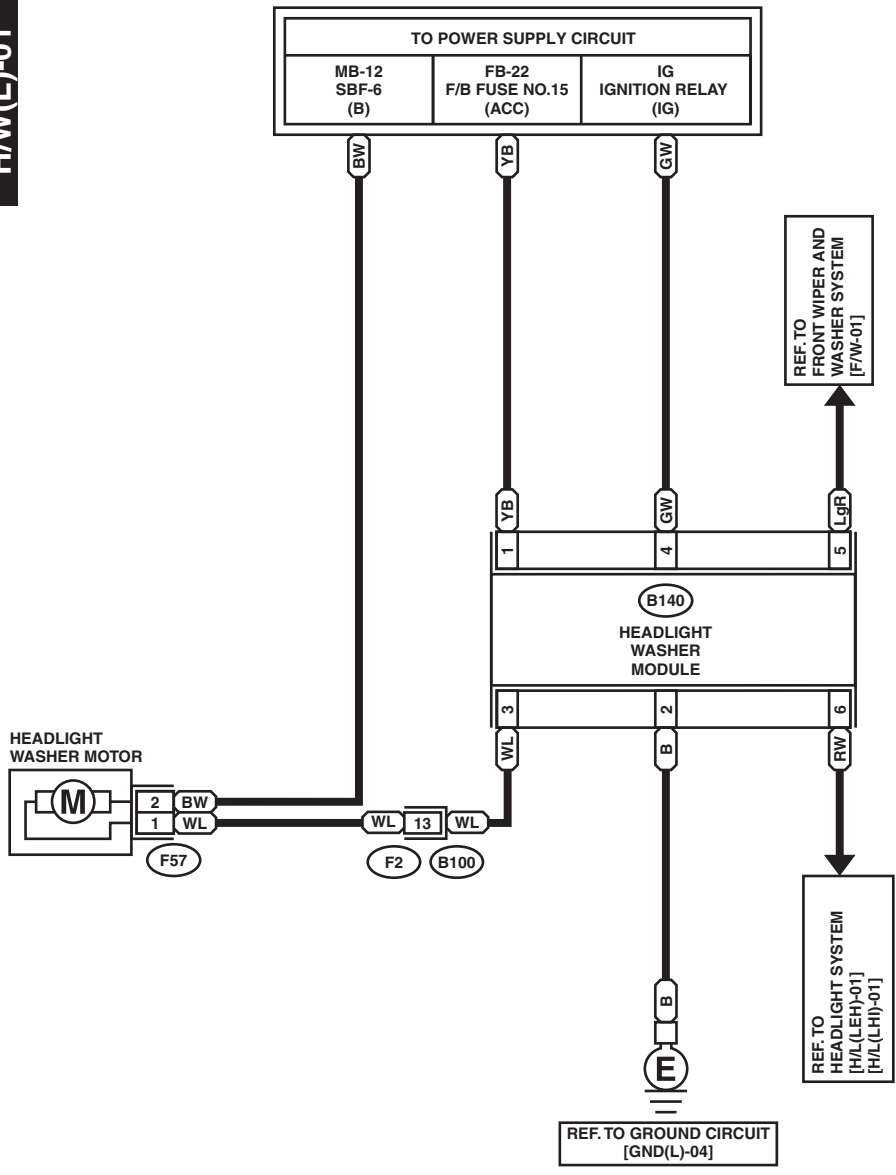 H/W(L)-01
TO POWER SUPPLY CIRCUIT
MB-12
SBF-6
(B)
FB-22
F/B FUSE NO.15
(ACC)
IG
IGNITION RELAY
(IG)
BW
YB
GW
REF. TO
FRONT WIPER AND
WASHER SYSTEM
[F/W-01]
YB
GW
LgR
1
4
5
B140
HEADLIGHT
WASHER
MODULE
3
2
6
WL
B
RW
HEADLIGHT
WASHER MOTOR
M
2 BW
1 WL
F57
WL 13 WL
F2 B100
B
E
REF. TO GROUND CIRCUIT
[GND(L)-04]
REF. TO
HEADLIGHT SYSTEM
[H/L(LEH)-01]
[H/L(LHI)-01]